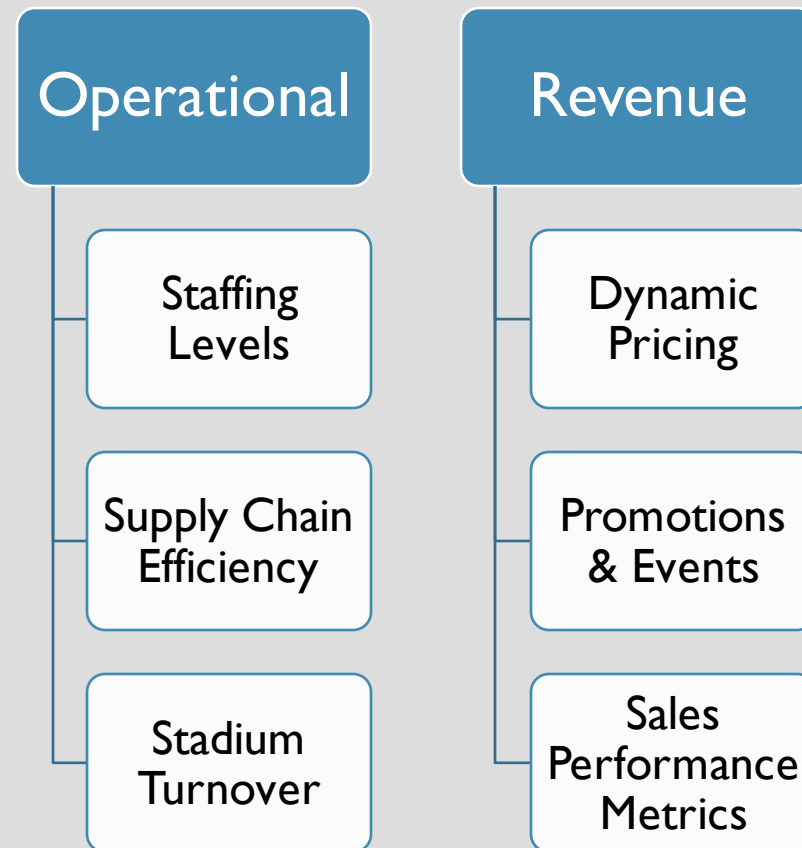 Operational
Staffing
Levels
Supply Chain
Efficiency
Stadium
Turnover
Revenue
Dynamic
Pricing
Promotions
& Events
Sales
Performance
Metrics